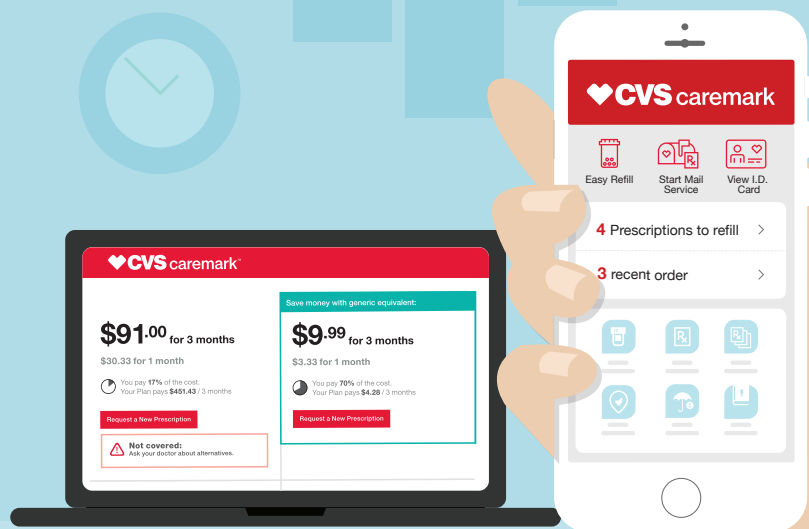 CVS caremark™
$91.00 for 3 months
$30.33 for 1 month
You pay 17% of the cost.
Your Plan pays $451.43 / 3 months
Request a New Prescription
Not covered:
Ask your doctor about alternatives.
Save money with generic equivalent:
$9.99 for 3 months
$3.33 for 1 month
You pay 70% of the cost.
Your Plan pays $4.28 / 3 months
Request a New Prescription
CVS caremark
Easy Refill
Start Mail
Service
View I.D.
Card
4 Prescriptions to refill
3 recent order